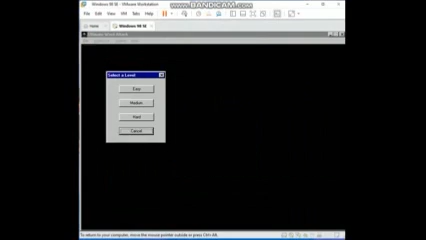 Windows 98 SE - VMware Workstation
www.BANDICAM.com
File Edit View VM Tabs Help
Home
Windows 98 SE
Select a Level
Easy
Medium
Hard
Cancel
To return to your computer, move the mouse pointer outside or press Ctrl+Alt.